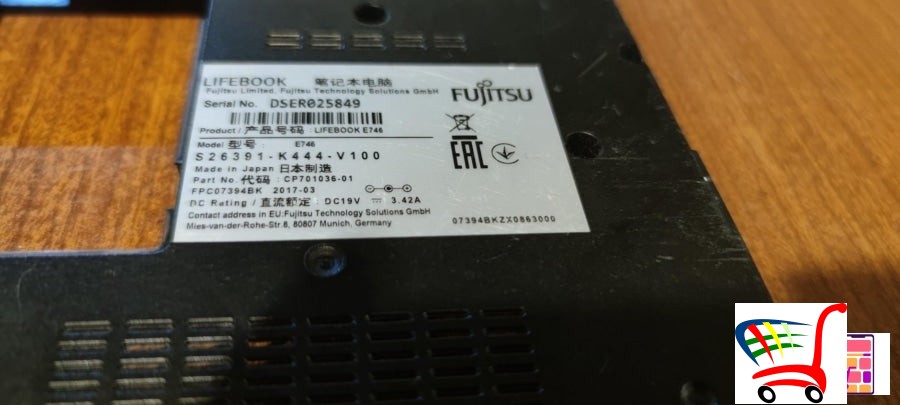 LIFEBOOK 笔记本电脑
Fujitsu Limited, Fujitsu Technology Solutions GmbH
FUJITSU
Serial No. DSER025849
Product / 产品号码 : LIFEBOOK E746
Model 型号 : E746
S26391-K444-V100
EAC
Made in Japan 日本制造
Part No. 代码 : CP701036-01
FPC07394BK 2017-03
DC Rating / 直流额定 : DC19V 3.42A
Contact address in EU:Fujitsu Technology Solutions GmbH
Mies-van-der-Rohe-Str.8, 80807 Munich, Germany
07394BKZX0863000